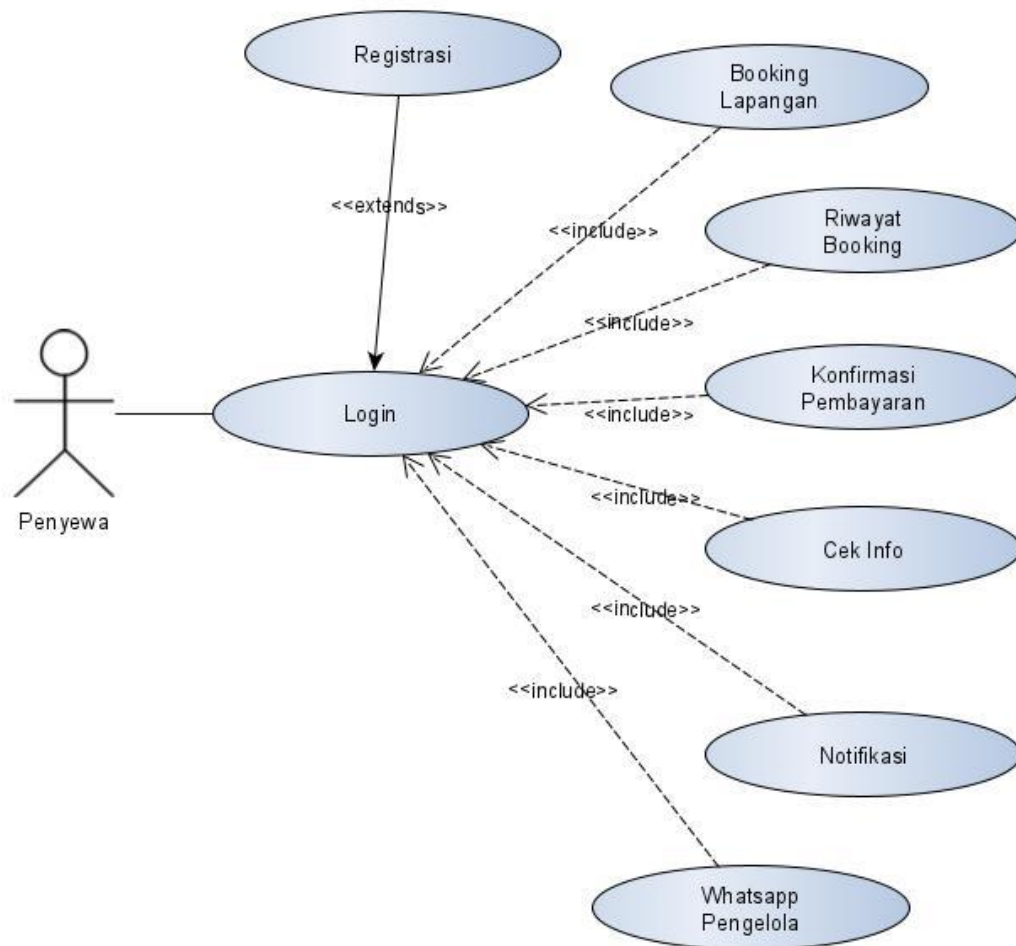 Registrasi
Booking
Lapangan
<<extends>>
<<include>>
Riwayat
Booking
<<include>>
Konfirmasi
Pembayaran
<<include>>
Login
Penyewa
<<include>>
Cek Info
<<include>>
<<include>>
Notifikasi
Whatsapp
Pengelola